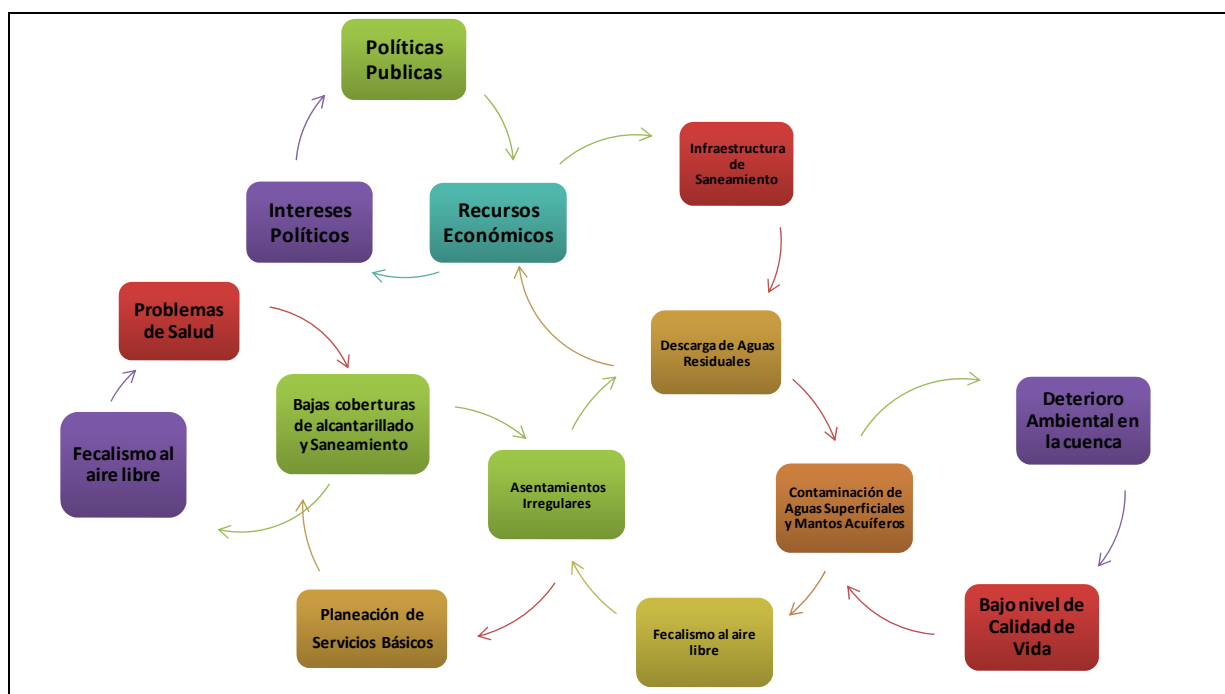 Políticas
Publicas
Infraestructura
de
Saneamiento
Intereses
Políticos
Recursos
Económicos
Problemas
de Salud
Descarga de Aguas
Residuales
Bajas coberturas
de alcantarillado
y Saneamiento
Deterioro
Ambiental en
la cuenca
Fecalismo al
aire libre
Asentamientos
Irregulares
Contaminación de
Aguas Superficiales
y Mantos Acuíferos
Planeación de
Servicios Básicos
Fecalismo al aire
libre
Bajo nivel de
Calidad de
Vida